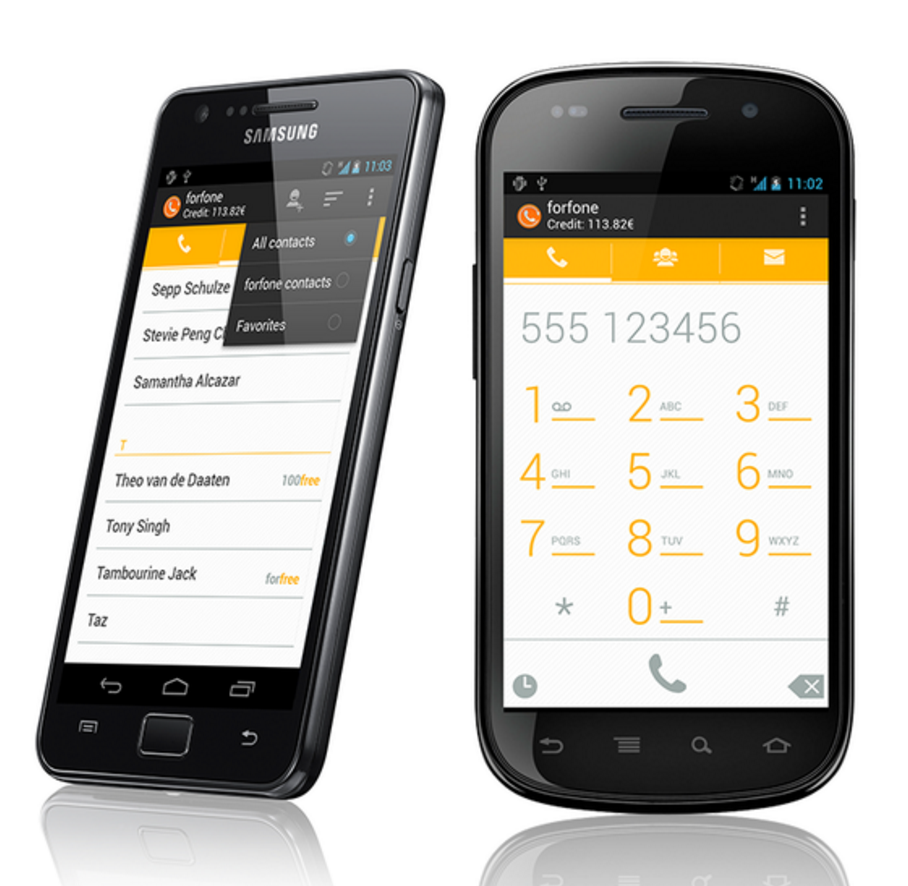 SAMSUNG
11:03
forfone
Credit: 113.82€
All contacts
forfone contacts
Favorites
Sepp Schulze
Stevie Peng
Samantha Alcazar
T
Theo van de Daaten 100free
Tony Singh
Tambourine Jack forfree
Taz
H 11:02
forfone
Credit: 113.82€
555 123456
1 2 ABC 3 DEF
4 GHI 5 JKL 6 MNO
7 PQRS 8 TUV 9 WXYZ
* 0 + #